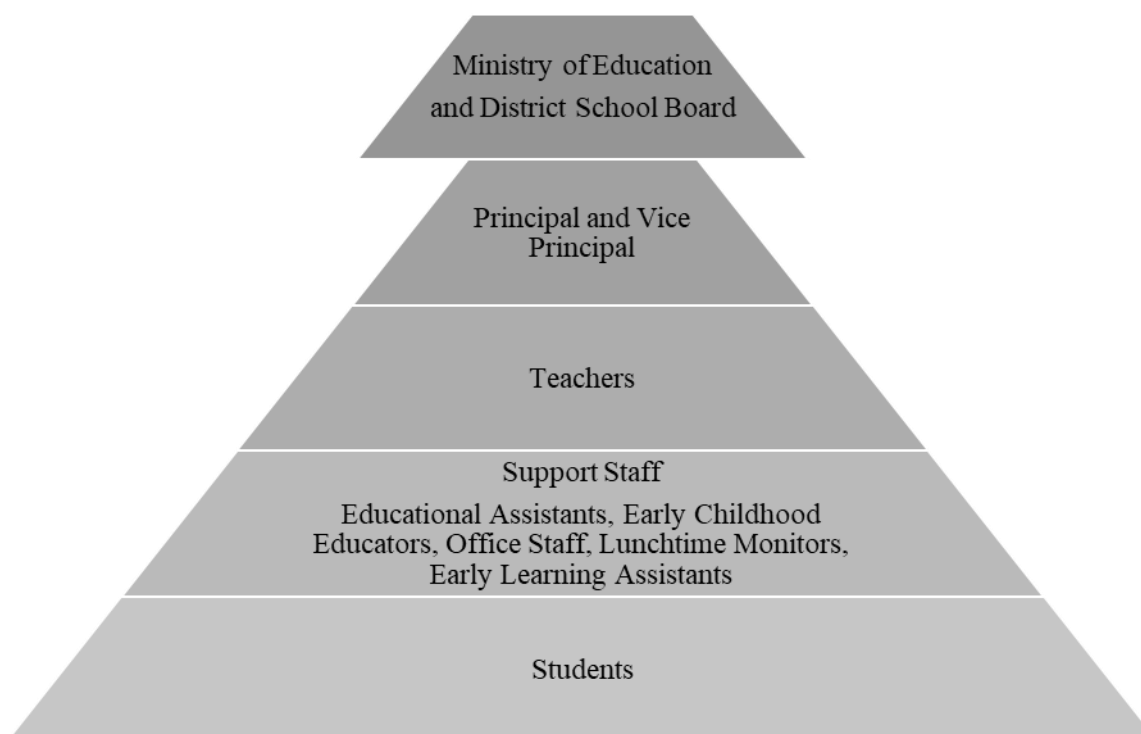 Ministry of Education
and District School Board
Principal and Vice
Principal
Teachers
Support Staff
Educational Assistants, Early Childhood
Educators, Office Staff, Lunchtime Monitors,
Early Learning Assistants
Students